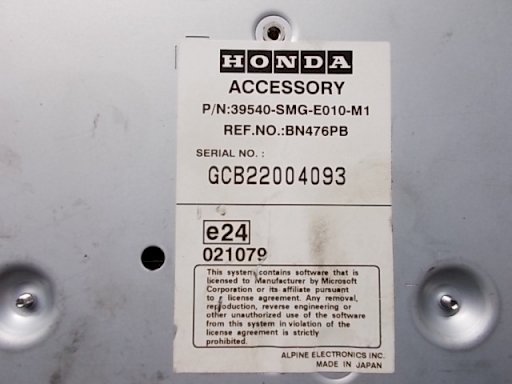 HONDA
ACCESSORY
P/N:39540-SMG-E010-M1
REF.NO.:BN476PB
SERIAL NO. :
GCB22004093
e24
021079
This system contains software that is
licensed to Manufacturer by Microsoft
Corporation or its affiliate pursuant
to a license agreement. Any removal,
reproduction, reverse engineering or
other unauthorized use of the software
from this system in violation of the
license agreement is strictly
prohibited.
ALPINE ELECTRONICS INC.
MADE IN JAPAN